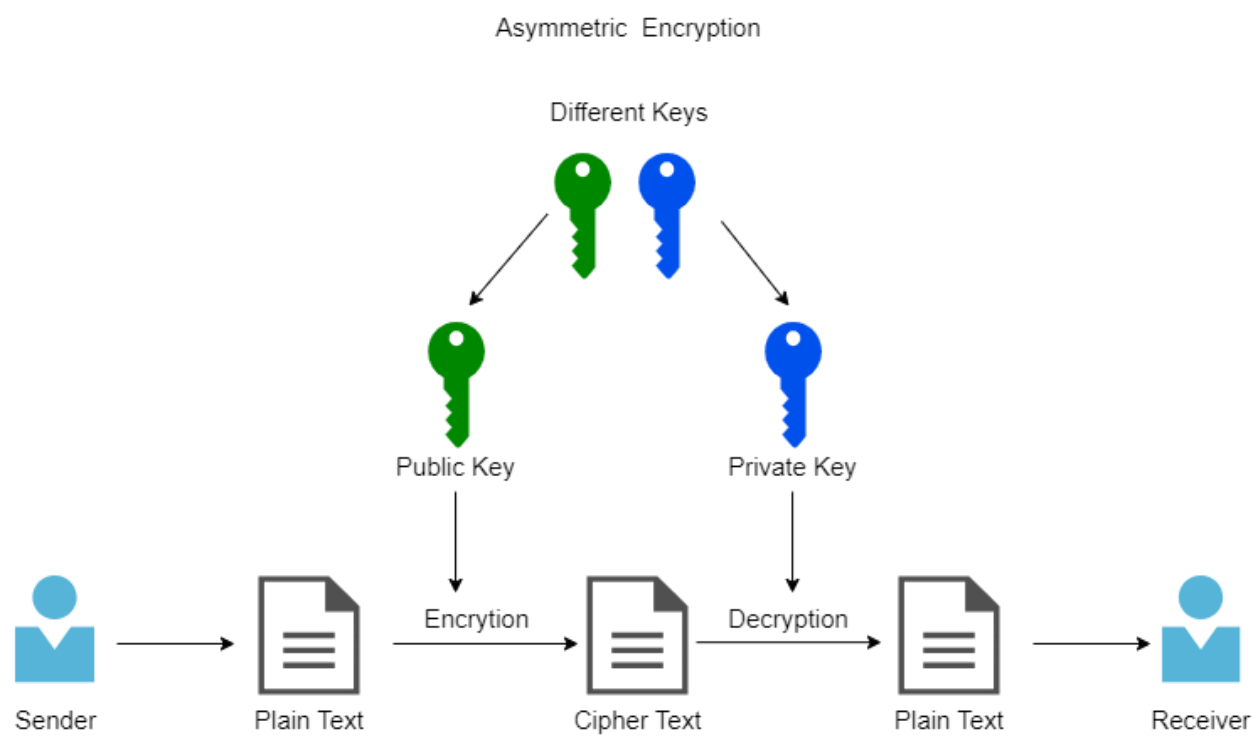 Asymmetric Encryption
Different Keys
Public Key
Private Key
Encrytion
Decryption
Sender
Plain Text
Cipher Text
Plain Text
Receiver